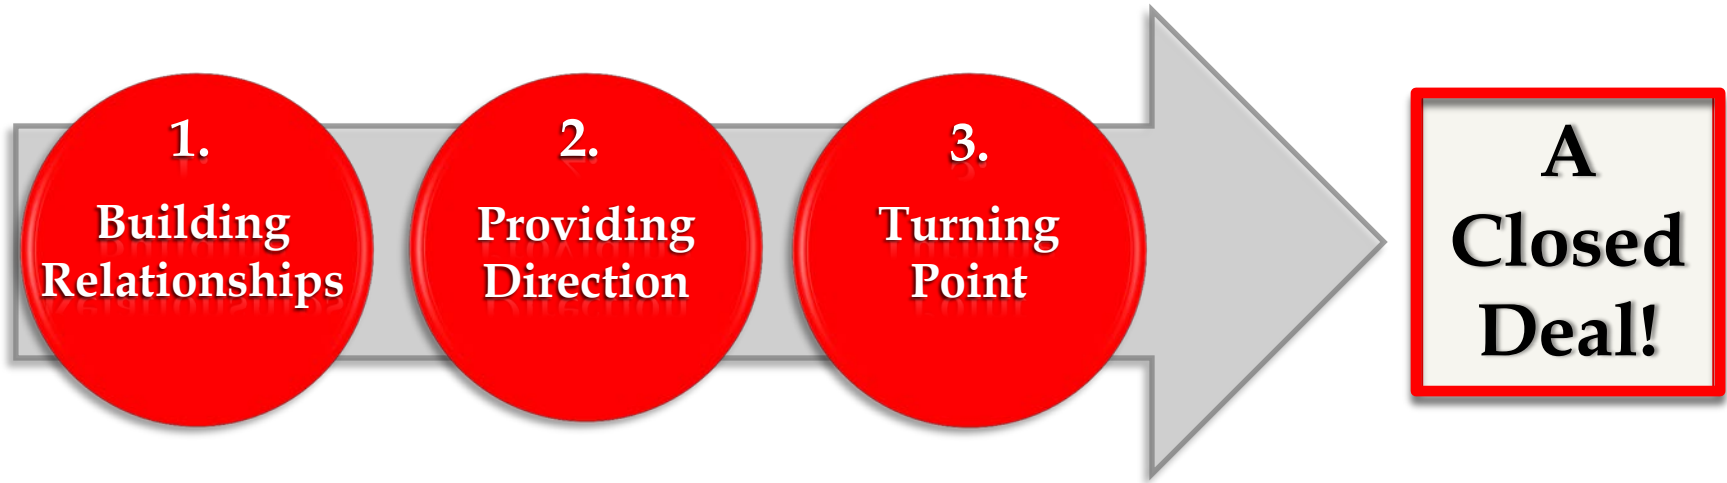 1.
Building
Relationships
2.
Providing
Direction
3.
Turning
Point
A
Closed
Deal!